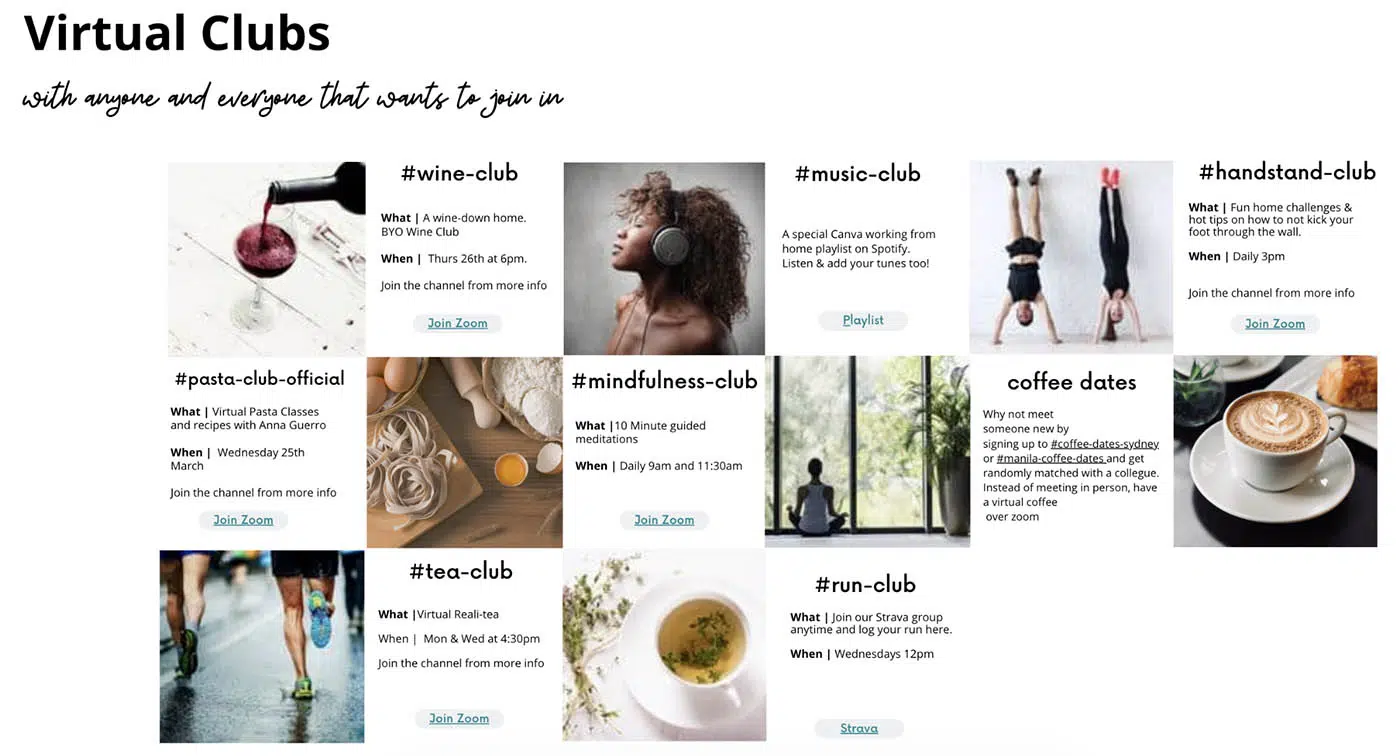 Virtual Clubs
with anyone and everyone that wants to join in
#wine-club
What | A wine-down home.
BYO Wine Club
When | Thurs 26th at 6pm.
Join the channel from more info
Join Zoom
#music-club
A special Canva working from
home playlist on Spotify.
Listen & add your tunes too!
Playlist
#handstand-club
What | Fun home challenges &
hot tips on how to not kick your
foot through the wall.
When | Daily 3pm
Join the channel from more info
Join Zoom
#pasta-club-official
What | Virtual Pasta Classes
and recipes with Anna Guerro
When | Wednesday 25th
March
Join the channel from more info
Join Zoom
#mindfulness-club
What |10 Minute guided
meditations
When | Daily 9am and 11:30am
Join Zoom
coffee dates
Why not meet
someone new by
signing up to #coffee-dates-sydney
or #manila-coffee-dates and get
randomly matched with a collegue.
Instead of meeting in person, have
a virtual coffee
over zoom
#tea-club
What |Virtual Reali-tea
When | Mon & Wed at 4:30pm
Join the channel from more info
Join Zoom
#run-club
What | Join our Strava group
anytime and log your run here.
When | Wednesdays 12pm
Strava